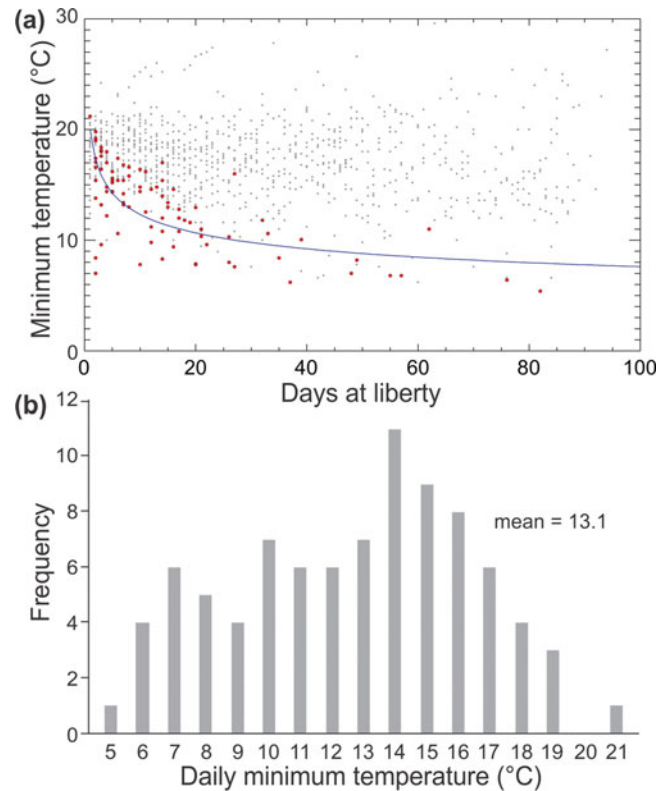 (a)
30
20
10
0
Minimum temperature (°C)
0 20 40 60 80 100
Days at liberty
(b)
12
10
8
6
4
2
0
Frequency
mean = 13.1
5 6 7 8 9 10 11 12 13 14 15 16 17 18 19 20 21
Daily minimum temperature (°C)